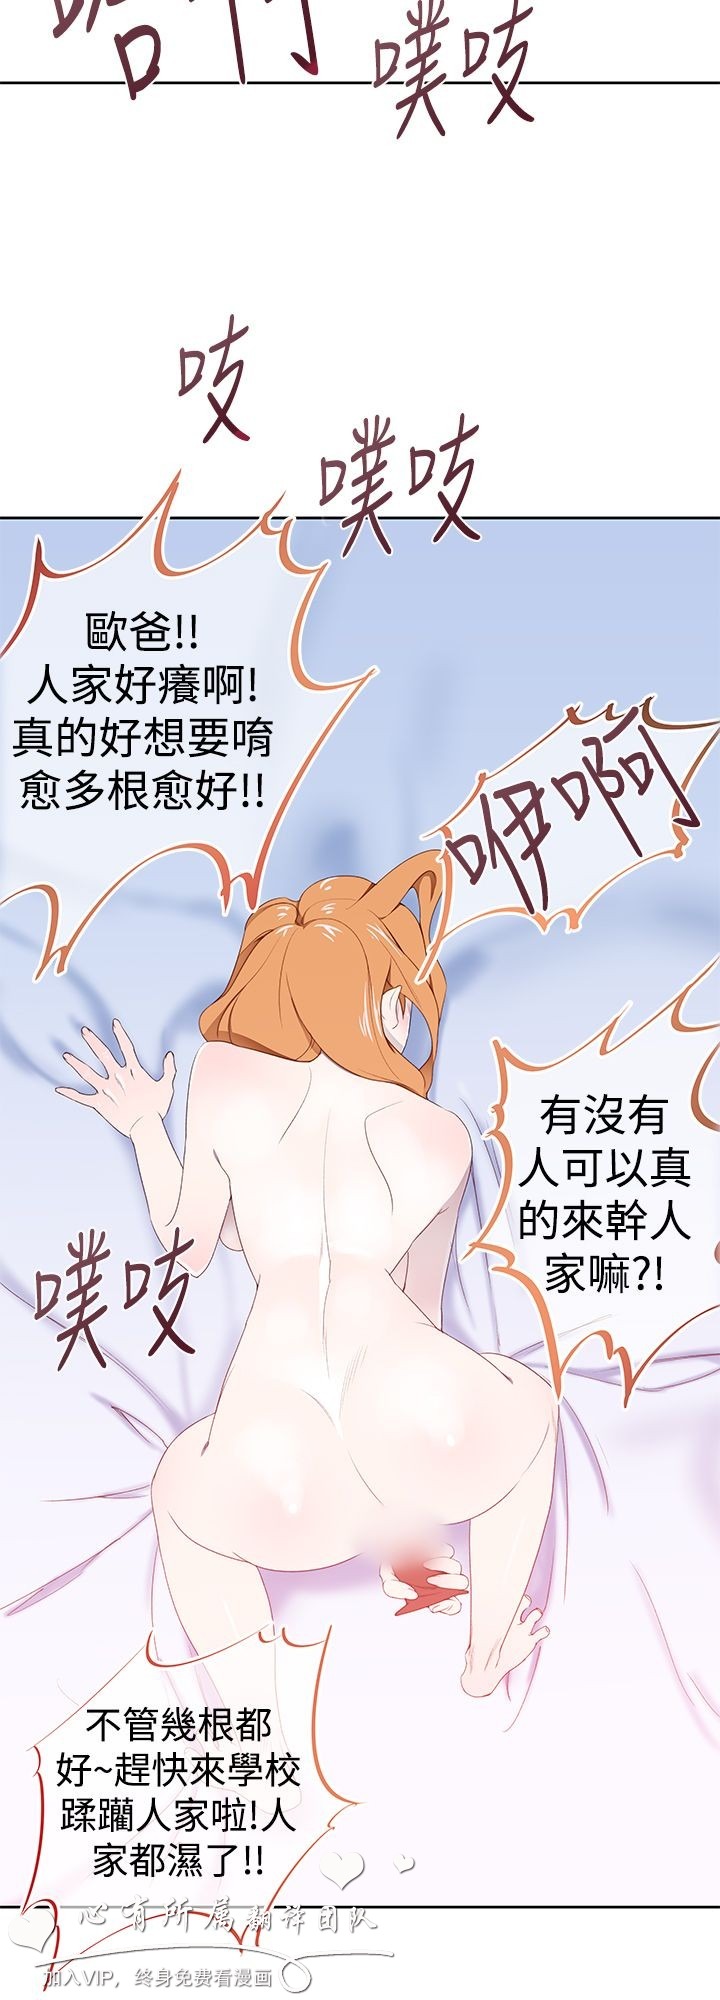 哈啊
噗吱
吱
噗吱
歐爸!!
人家好癢啊!
真的好想要唷
愈多根愈好!!
咿啊
有沒有
人可以真
的來幹人
家嘛?!
噗吱
不管幾根都
好~趕快來學校
蹂躪人家啦!人
家都濕了!!
心有所属翻译团队
加入VIP，终身免费看漫画